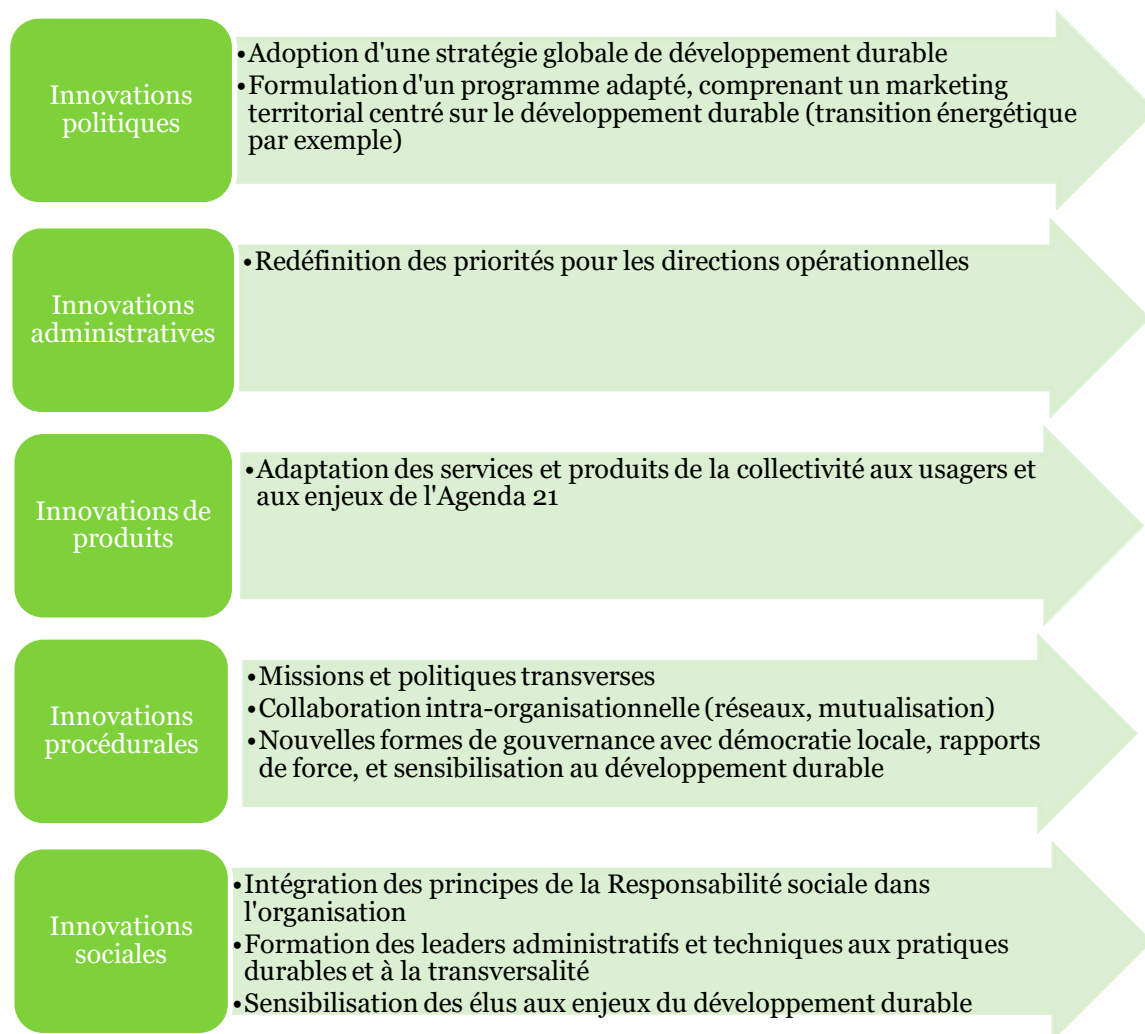 Innovations
politiques
•Adoption d'une stratégie globale de développement durable
•Formulation d'un programme adapté, comprenant un marketing
territorial centré sur le développement durable (transition énergétique
par exemple)
Innovations
administratives
•Redéfinition des priorités pour les directions opérationnelles
Innovations de
produits
•Adaptation des services et produits de la collectivité aux usagers et
aux enjeux de l'Agenda 21
Innovations
procédurales
•Missions et politiques transverses
•Collaboration intra-organisationnelle (réseaux, mutualisation)
•Nouvelles formes de gouvernance avec démocratie locale, rapports
de force, et sensibilisation au développement durable
Innovations
sociales
•Intégration des principes de la Responsabilité sociale dans
l'organisation
•Formation des leaders administratifs et techniques aux pratiques
durables et à la transversalité
•Sensibilisation des élus aux enjeux du développement durable